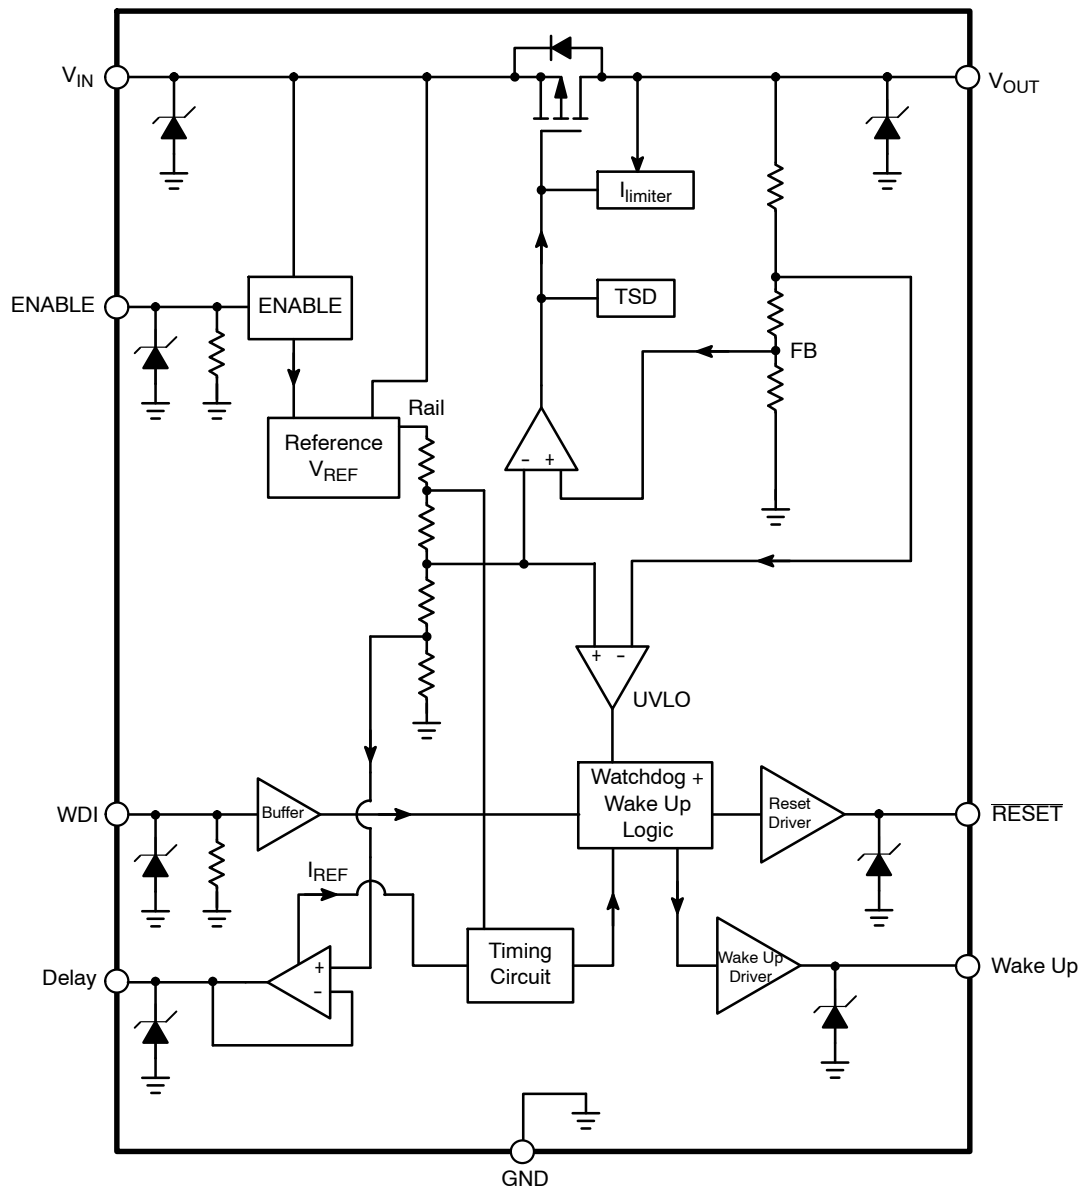 VIN
VOUT
Ilimiter
ENABLE
ENABLE
TSD
FB
Rail
Reference
VREF
− +
+ −
UVLO
WDI
Buffer
Watchdog +
Wake Up
Logic
Reset
Driver
RESET
IREF
Delay
+
−
Timing
Circuit
Wake Up
Driver
Wake Up
GND